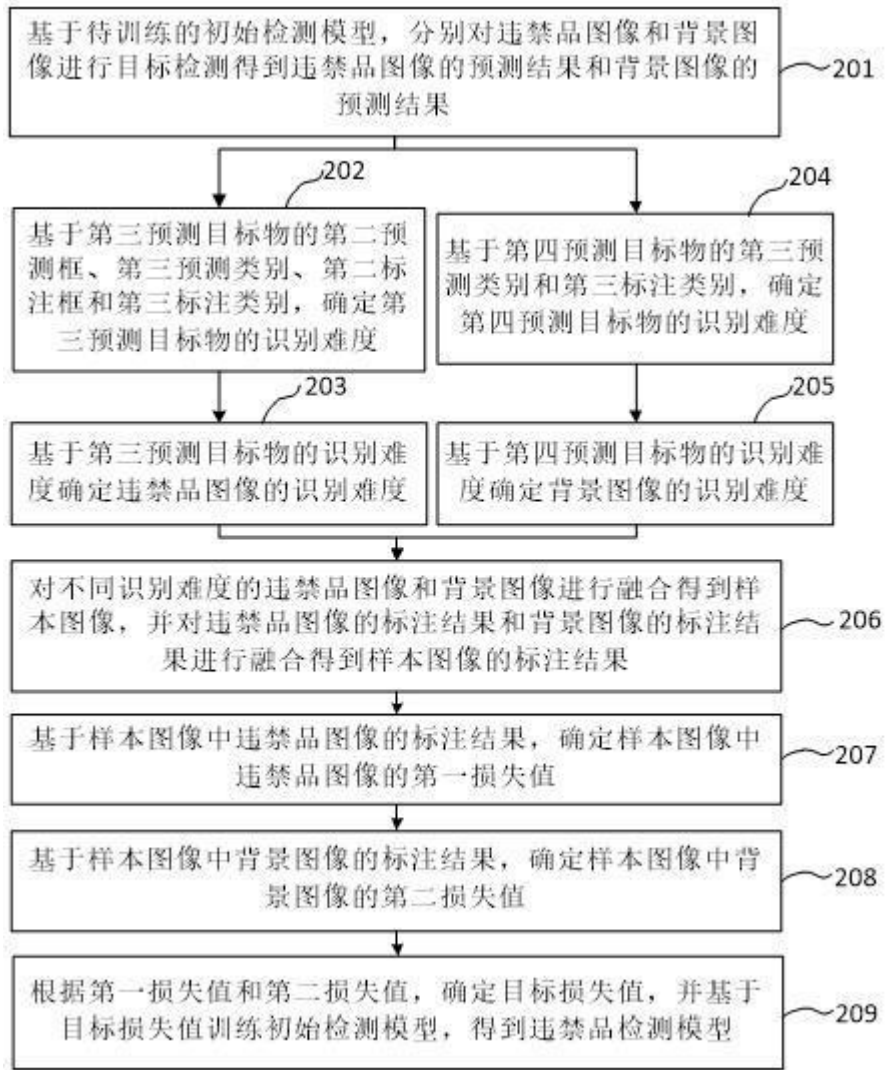 基于待训练的初始检测模型，分别对违禁品图像和背景图
像进行目标检测得到违禁品图像的预测结果和背景图像的
预测结果
201
202
基于第三预测目标物的第二预
测框、第三预测类别、第二标
注框和第三标注类别，确定第
三预测目标物的识别难度
204
基于第四预测目标物的第三预
测类别和第三标注类别，确定
第四预测目标物的识别难度
203
基于第三预测目标物的识别难
度确定违禁品图像的识别难度
205
基于第四预测目标物的识别难
度确定背景图像的识别难度
对不同识别难度的违禁品图像和背景图像进行融合得到样
本图像，并对违禁品图像的标注结果和背景图像的标注结
果进行融合得到样本图像的标注结果
206
基于样本图像中违禁品图像的标注结果，确定样本图像中
违禁品图像的第一损失值
207
基于样本图像中背景图像的标注结果，确定样本图像中背
景图像的第二损失值
208
根据第一损失值和第二损失值，确定目标损失值，并基于
目标损失值训练初始检测模型，得到违禁品检测模型
209